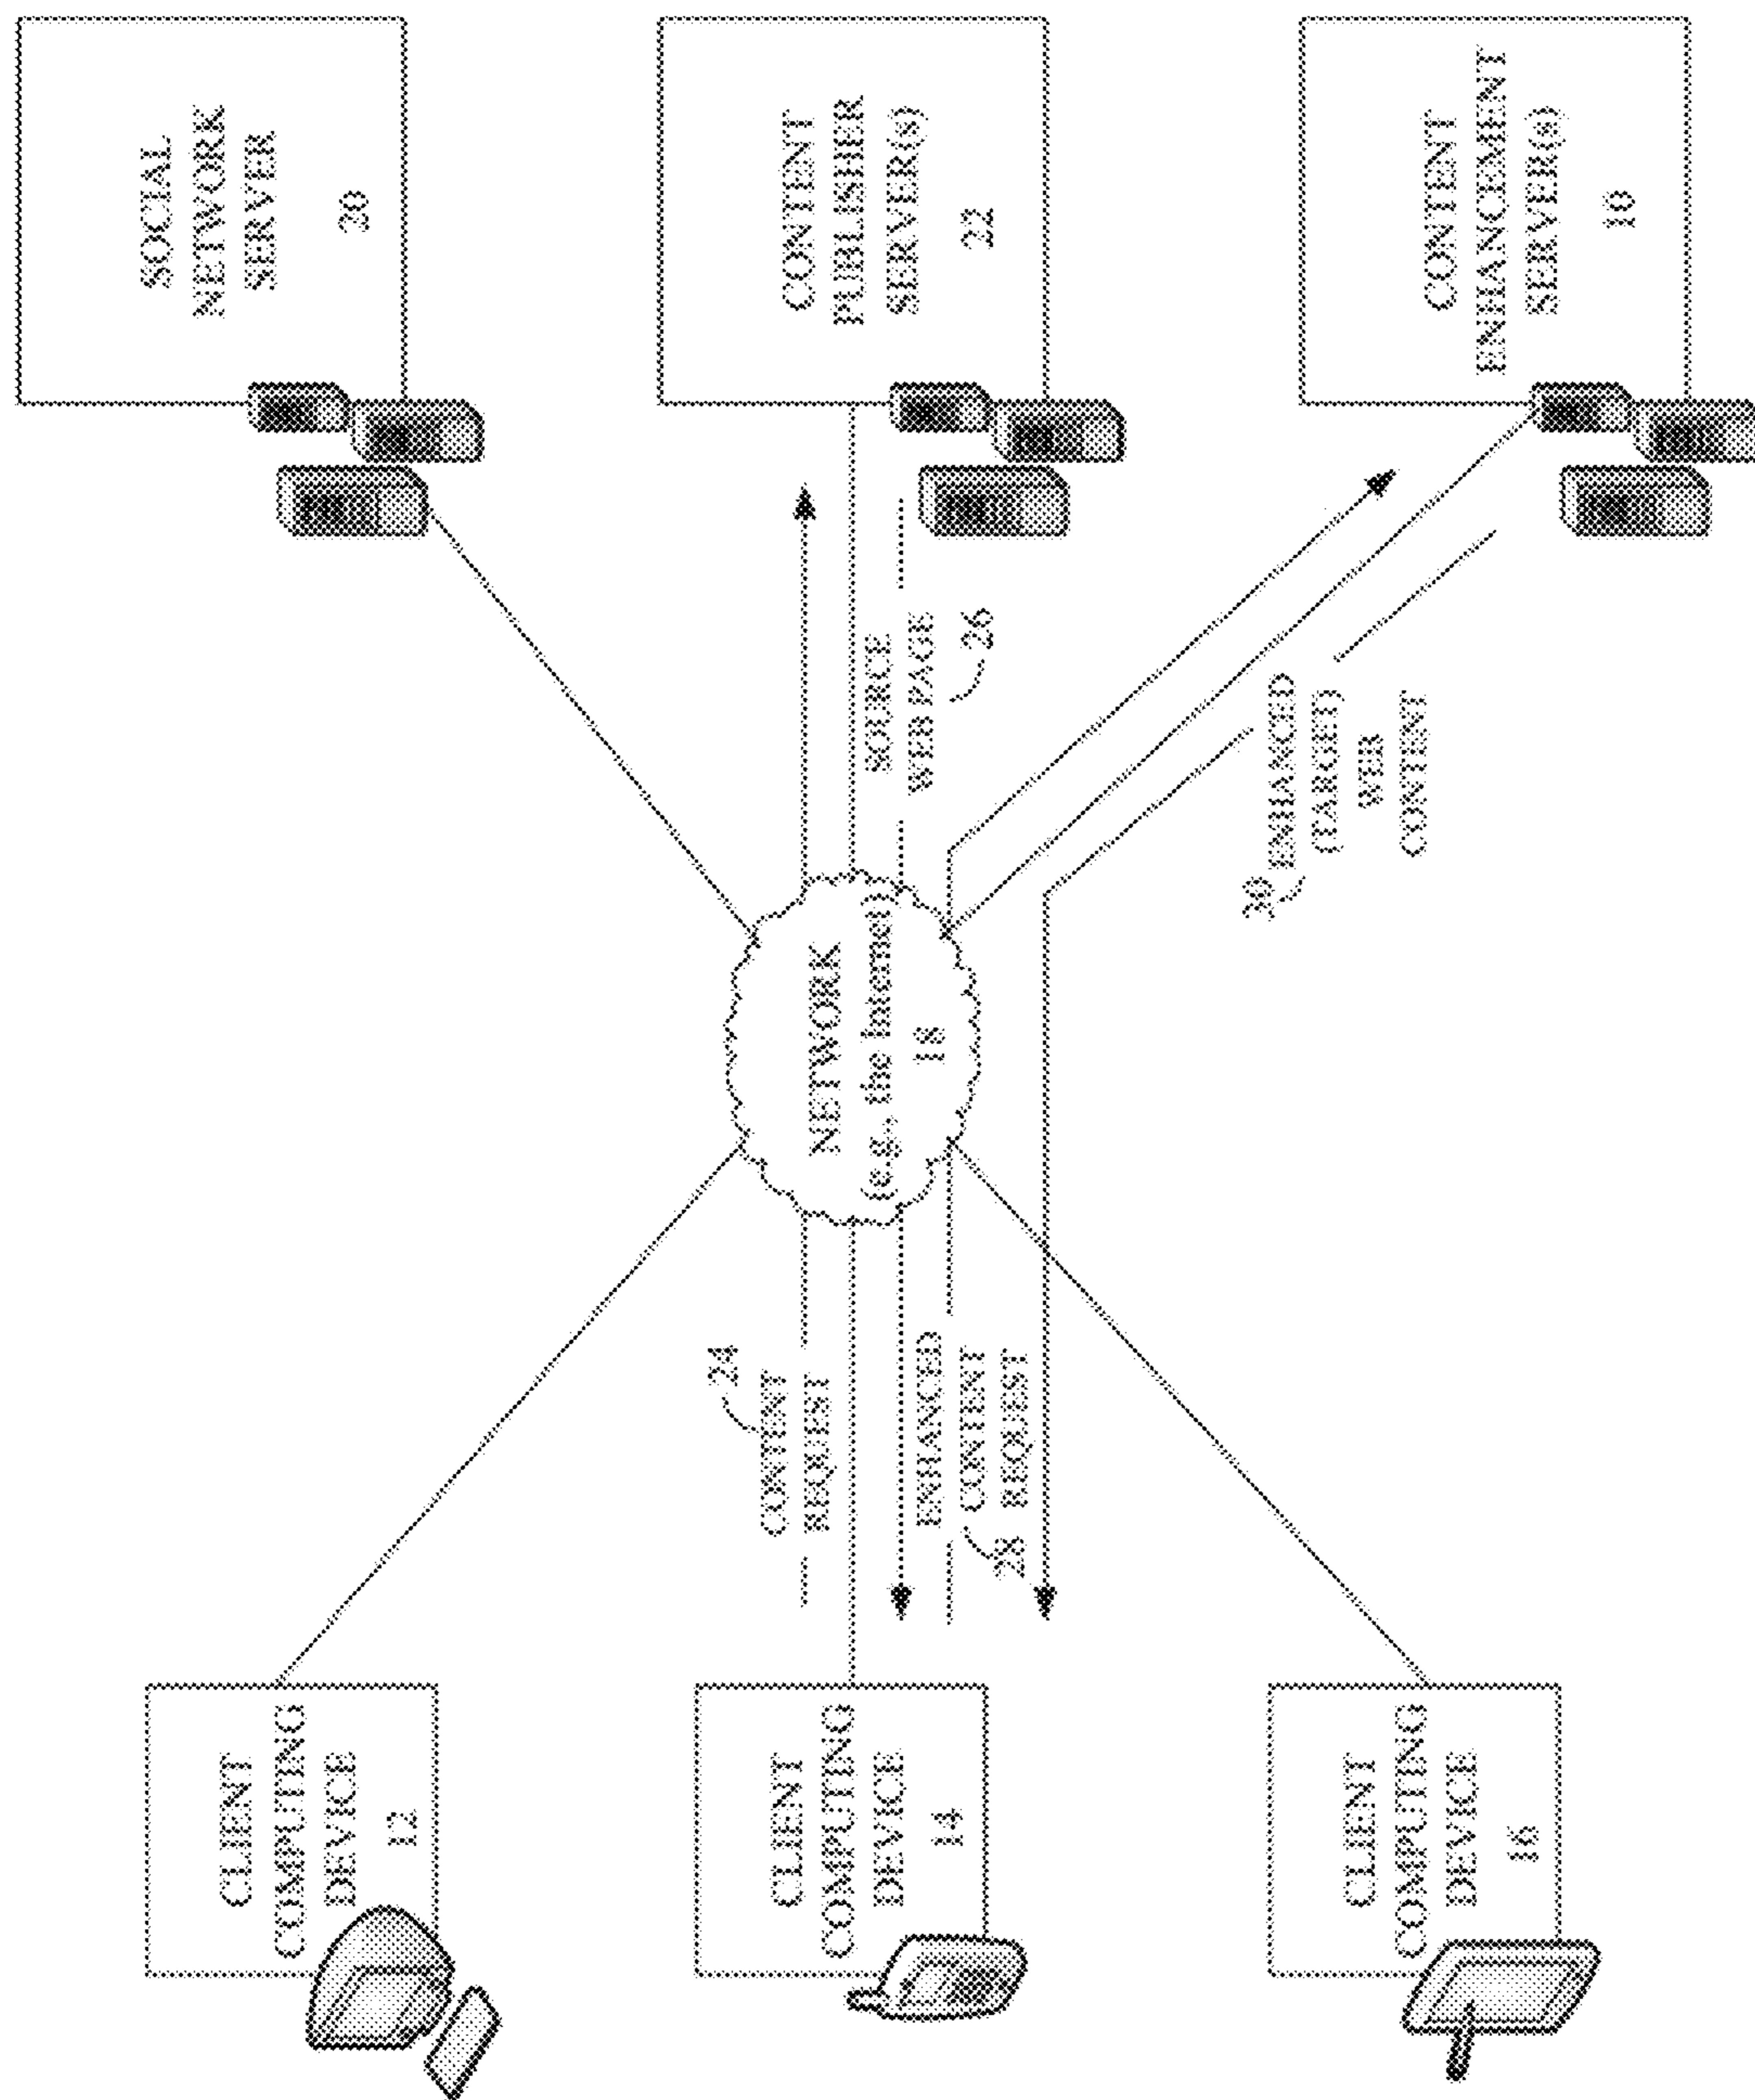 CLIENT
COMPUTING
DEVICE
12
CLIENT
COMPUTING
DEVICE
14
CLIENT
COMPUTING
DEVICE
16
24
CONTENT
REQUEST
ENHANCED
CONTENT
REQUEST
28
NETWORK
(e.g., the Internet)
18
SOURCE
WEB PAGE
26
30
ENHANCED
(TARGET)
WEB
CONTENT
SOCIAL
NETWORK
SERVER
20
CONTENT
PUBLISHER
SERVER(s)
22
CONTENT
ENHANCEMENT
SERVER(s)
10